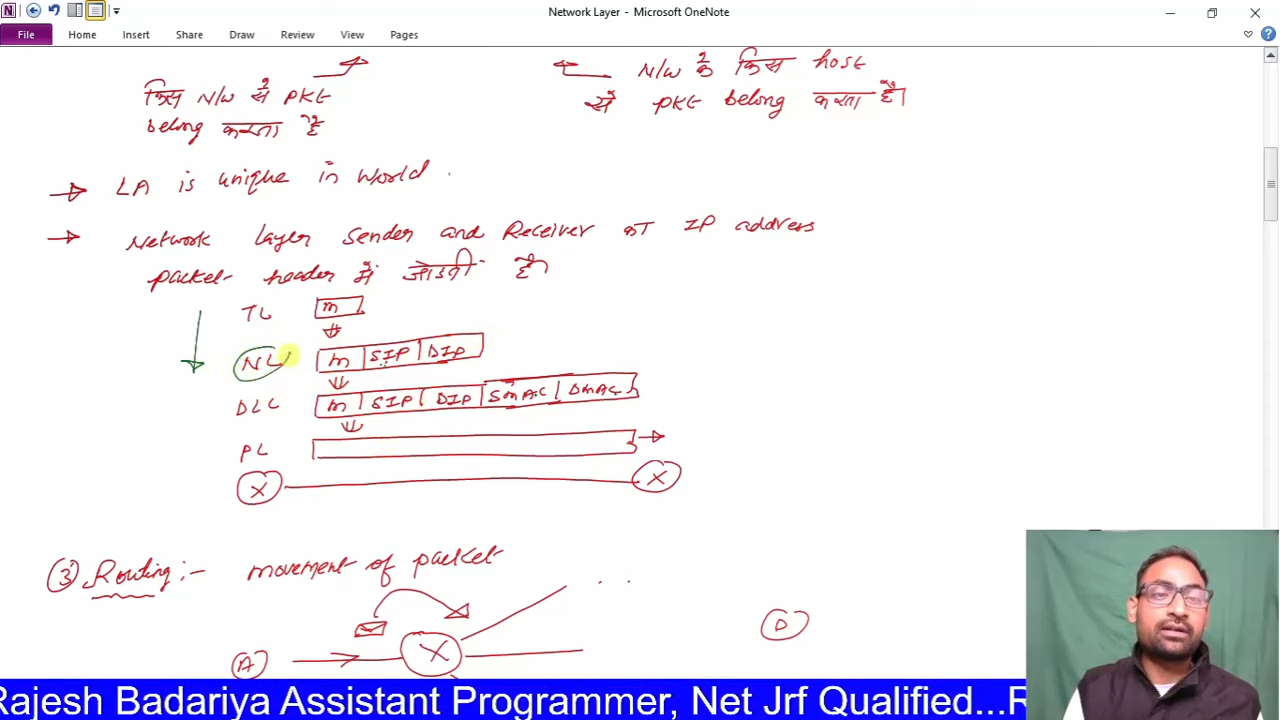 Network Layer - Microsoft OneNote
File Home Insert Share Draw Review View Pages
किस N/W से PKt
belong करता है
N/W के किस host
से PKt belong करता है।
→ LA is unique in World.
→ Network layer Sender and Receiver का IP address
packet header में जोडती है
TL m
NL m SIP DIP
DLL m SIP DIP SMAC DMAC
PL
X X
③ Routing :- movement of packet
A X D
Rajesh Badariya Assistant Programmer, Net Jrf Qualified...R